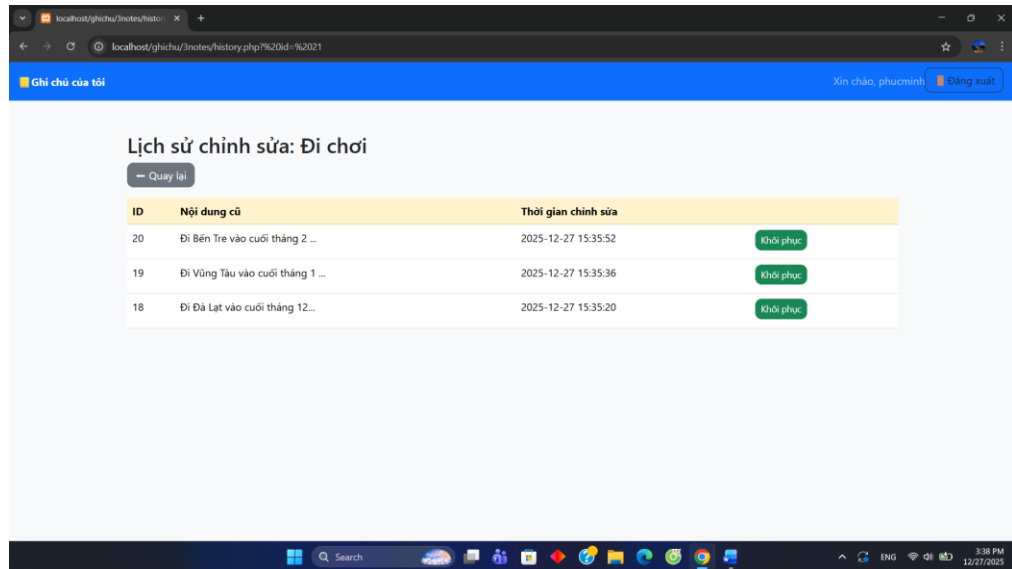 localhost/ghichu/3notes/histor
localhost/ghichu/3notes/history.php?%20id=%2021
Ghi chú của tôi
Xin chào, phucminh
Đăng xuất
Lịch sử chỉnh sửa: Đi chơi
← Quay lại
ID Nội dung cũ Thời gian chỉnh sửa
20 Đi Bến Tre vào cuối tháng 2 ... 2025-12-27 15:35:52 Khôi phục
19 Đi Vũng Tàu vào cuối tháng 1 ... 2025-12-27 15:35:36 Khôi phục
18 Đi Đà Lạt vào cuối tháng 12... 2025-12-27 15:35:20 Khôi phục
Search
ENG
3:38 PM
12/27/2025